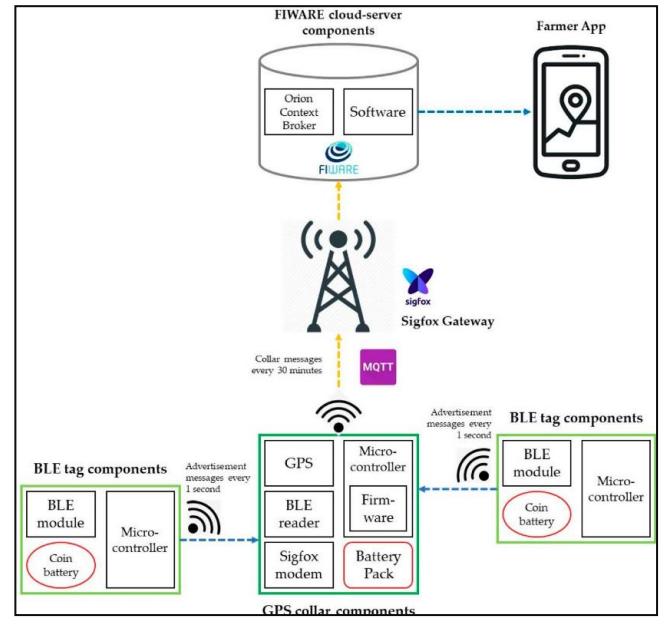 FIWARE cloud-server
components
Farmer App
Orion
Context
Broker
Software
FIWARE
sigfox
Sigfox Gateway
Collar messages
every 30 minutes
MQTT
Advertisement
messages every
1 second
BLE tag components
BLE
module
Coin
battery
Micro-
controller
GPS
Micro-
controller
BLE
reader
Firm-
ware
Sigfox
modem
Battery
Pack
BLE tag components
Advertisement
messages every
1 second
BLE
module
Coin
battery
Micro-
controller
GPS collar components